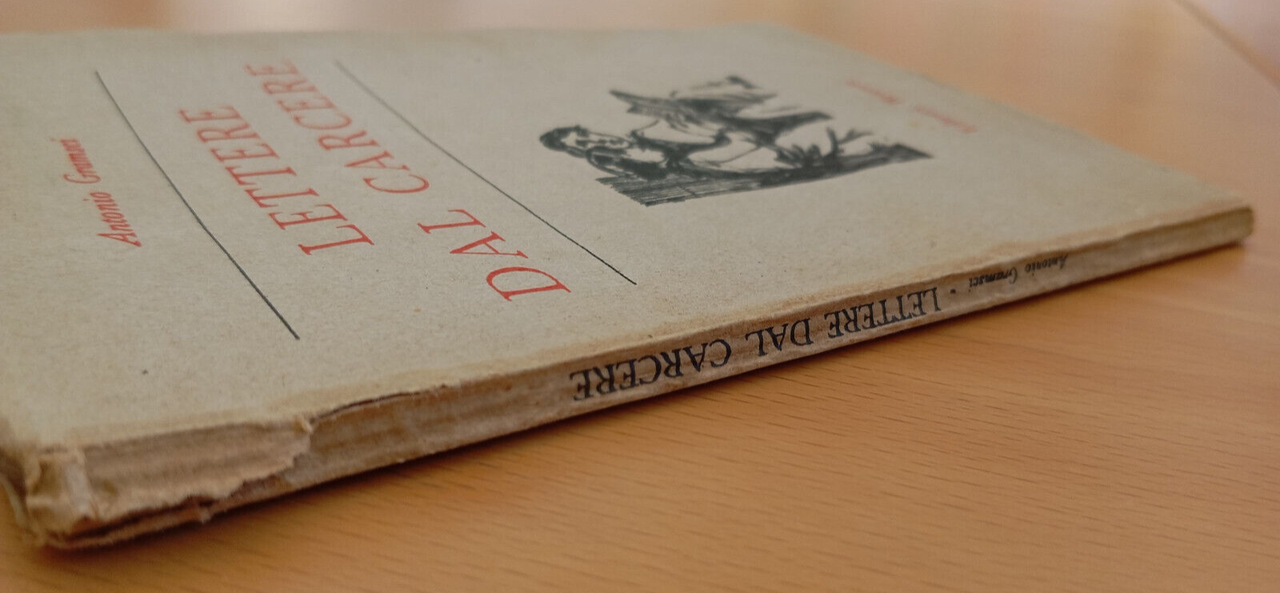 Antonio Gramsci
LETTERE
DAL CARCERE
Antonio Gramsci - LETTERE DAL CARCERE